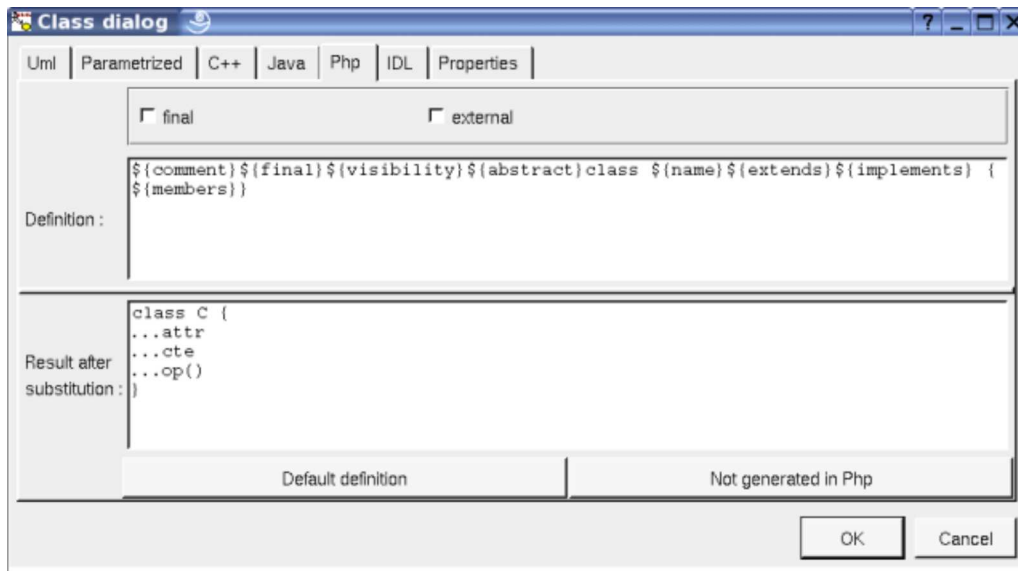 Class dialog
Uml Parametrized C++ Java Php IDL Properties
final external
Definition :
${comment}${final}${visibility}${abstract}class ${name}${extends}${implements} {
${members}}
Result after
substitution :
class C {
...attr
...cte
...op()
}
Default definition Not generated in Php
OK Cancel